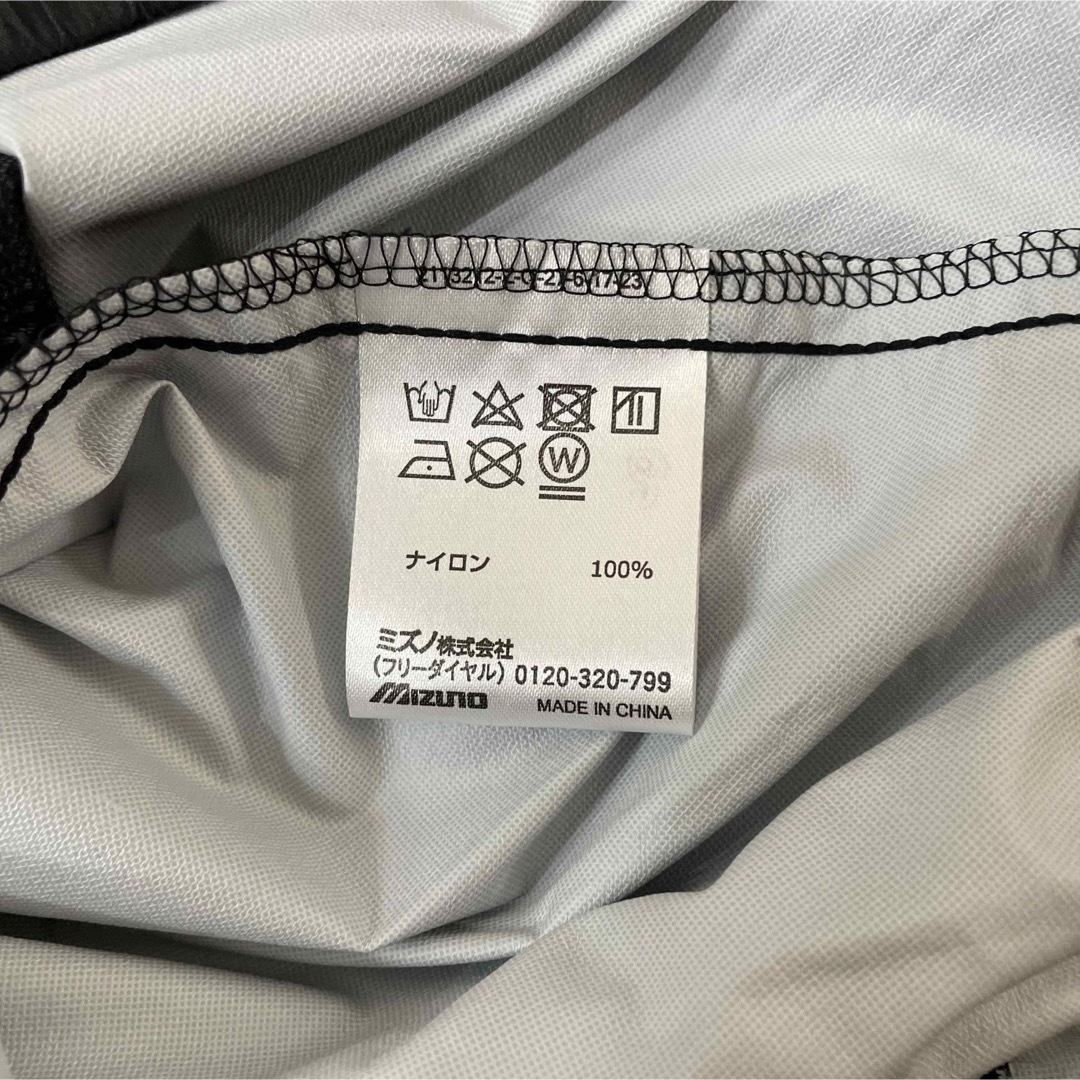 W
ナイロン 100%
ミズノ株式会社
(フリーダイヤル) 0120-320-799
MIZUNO MADE IN CHINA